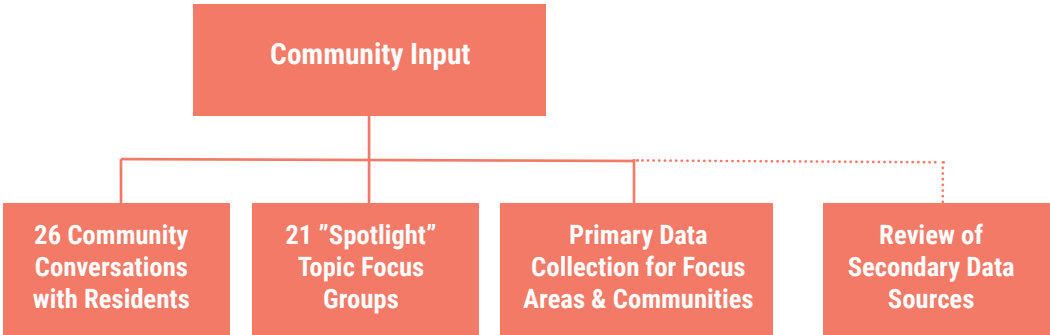 Community Input
26 Community
Conversations
with Residents
21 ”Spotlight”
Topic Focus
Groups
Primary Data
Collection for Focus
Areas & Communities
Review of
Secondary Data
Sources